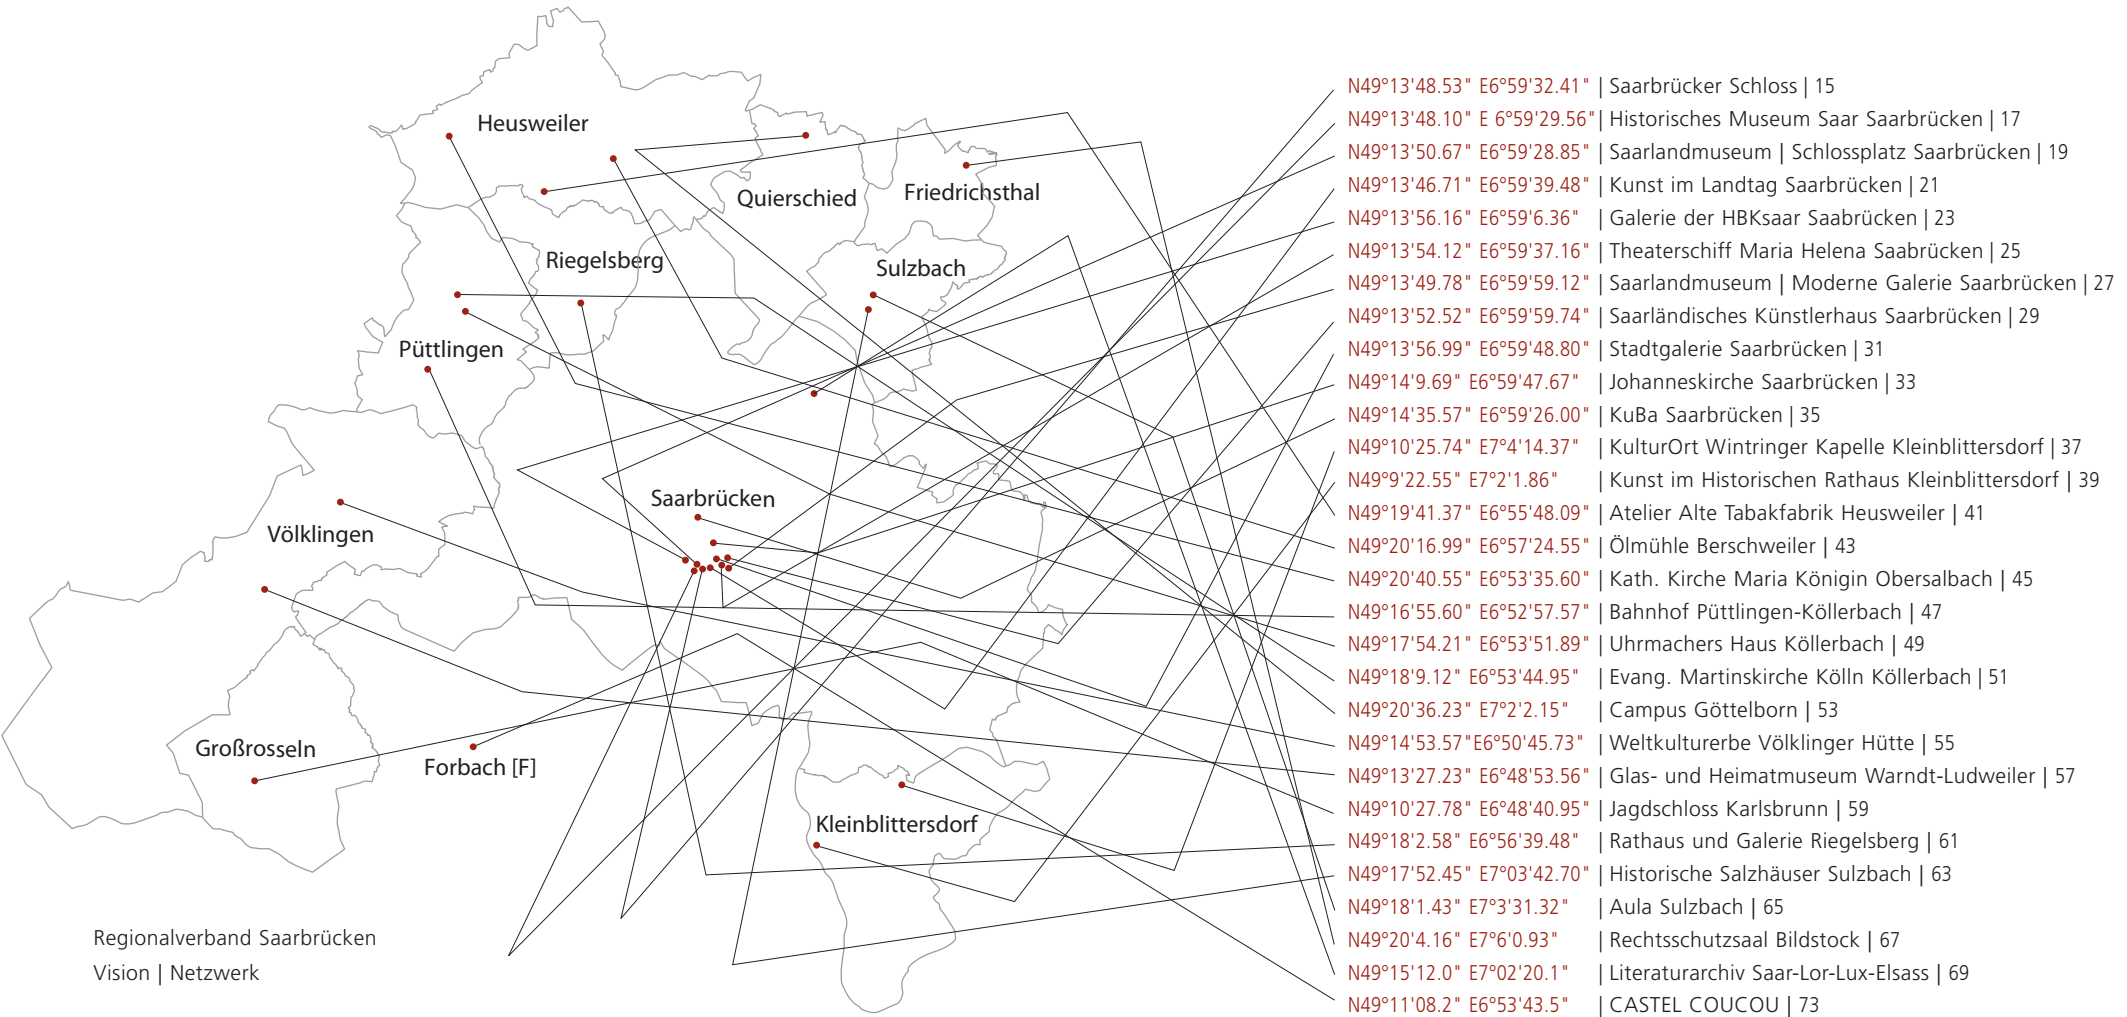 Heusweiler
Quierschied
Friedrichsthal
Riegelsberg
Sulzbach
Püttlingen
Saarbrücken
Völklingen
Großrosseln
Forbach [F]
Kleinblittersdorf
Regionalverband Saarbrücken
Vision | Netzwerk
N49°13'48.53" E6°59'32.41" | Saarbrücker Schloss | 15
N49°13'48.10" E 6°59'29.56" | Historisches Museum Saar Saarbrücken | 17
N49°13'50.67" E6°59'28.85" | Saarlandmuseum | Schlossplatz Saarbrücken | 19
N49°13'46.71" E6°59'39.48" | Kunst im Landtag Saarbrücken | 21
N49°13'56.16" E6°59'6.36" | Galerie der HBKsaar Saabrücken | 23
N49°13'54.12" E6°59'37.16" | Theaterschiff Maria Helena Saabrücken | 25
N49°13'49.78" E6°59'59.12" | Saarlandmuseum | Moderne Galerie Saarbrücken | 27
N49°13'52.52" E6°59'59.74" | Saarländisches Künstlerhaus Saarbrücken | 29
N49°13'56.99" E6°59'48.80" | Stadtgalerie Saarbrücken | 31
N49°14'9.69" E6°59'47.67" | Johanneskirche Saarbrücken | 33
N49°14'35.57" E6°59'26.00" | KuBa Saarbrücken | 35
N49°10'25.74" E7°4'14.37" | KulturOrt Wintringer Kapelle Kleinblittersdorf | 37
N49°9'22.55" E7°2'1.86" | Kunst im Historischen Rathaus Kleinblittersdorf | 39
N49°19'41.37" E6°55'48.09" | Atelier Alte Tabakfabrik Heusweiler | 41
N49°20'16.99" E6°57'24.55" | Ölmühle Berschweiler | 43
N49°20'40.55" E6°53'35.60" | Kath. Kirche Maria Königin Obersalbach | 45
N49°16'55.60" E6°52'57.57" | Bahnhof Püttlingen-Köllerbach | 47
N49°17'54.21" E6°53'51.89" | Uhrmachers Haus Köllerbach | 49
N49°18'9.12" E6°53'44.95" | Evang. Martinskirche Kölln Köllerbach | 51
N49°20'36.23" E7°2'2.15" | Campus Göttelborn | 53
N49°14'53.57"E6°50'45.73" | Weltkulturerbe Völklinger Hütte | 55
N49°13'27.23" E6°48'53.56" | Glas- und Heimatmuseum Warndt-Ludweiler | 57
N49°10'27.78" E6°48'40.95" | Jagdschloss Karlsbrunn | 59
N49°18'2.58" E6°56'39.48" | Rathaus und Galerie Riegelsberg | 61
N49°17'52.45" E7°03'42.70" | Historische Salzhäuser Sulzbach | 63
N49°18'1.43" E7°3'31.32" | Aula Sulzbach | 65
N49°20'4.16" E7°6'0.93" | Rechtsschutzsaal Bildstock | 67
N49°15'12.0" E7°02'20.1" | Literaturarchiv Saar-Lor-Lux-Elsass | 69
N49°11'08.2" E6°53'43.5" | CASTEL COUCOU | 73